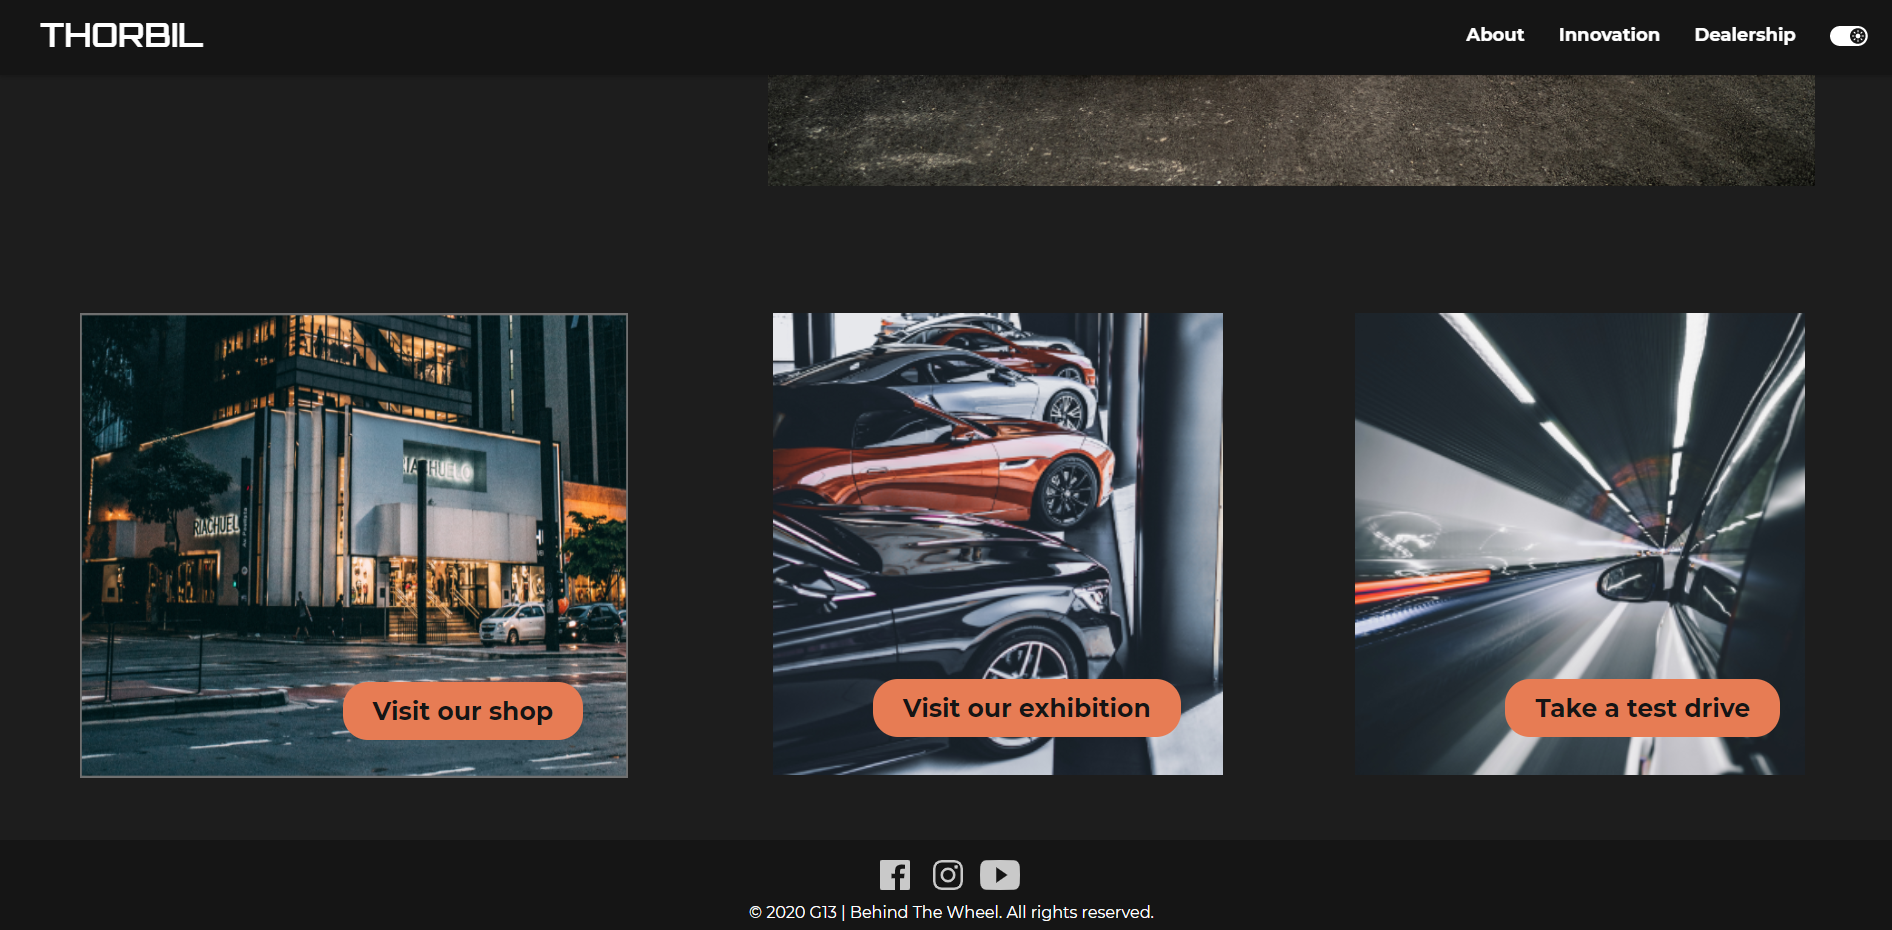 THORBIL
About Innovation Dealership
RIACHUELO
RIACHUEL
Visit our shop
Visit our exhibition
Take a test drive
© 2020 G13 | Behind The Wheel. All rights reserved.